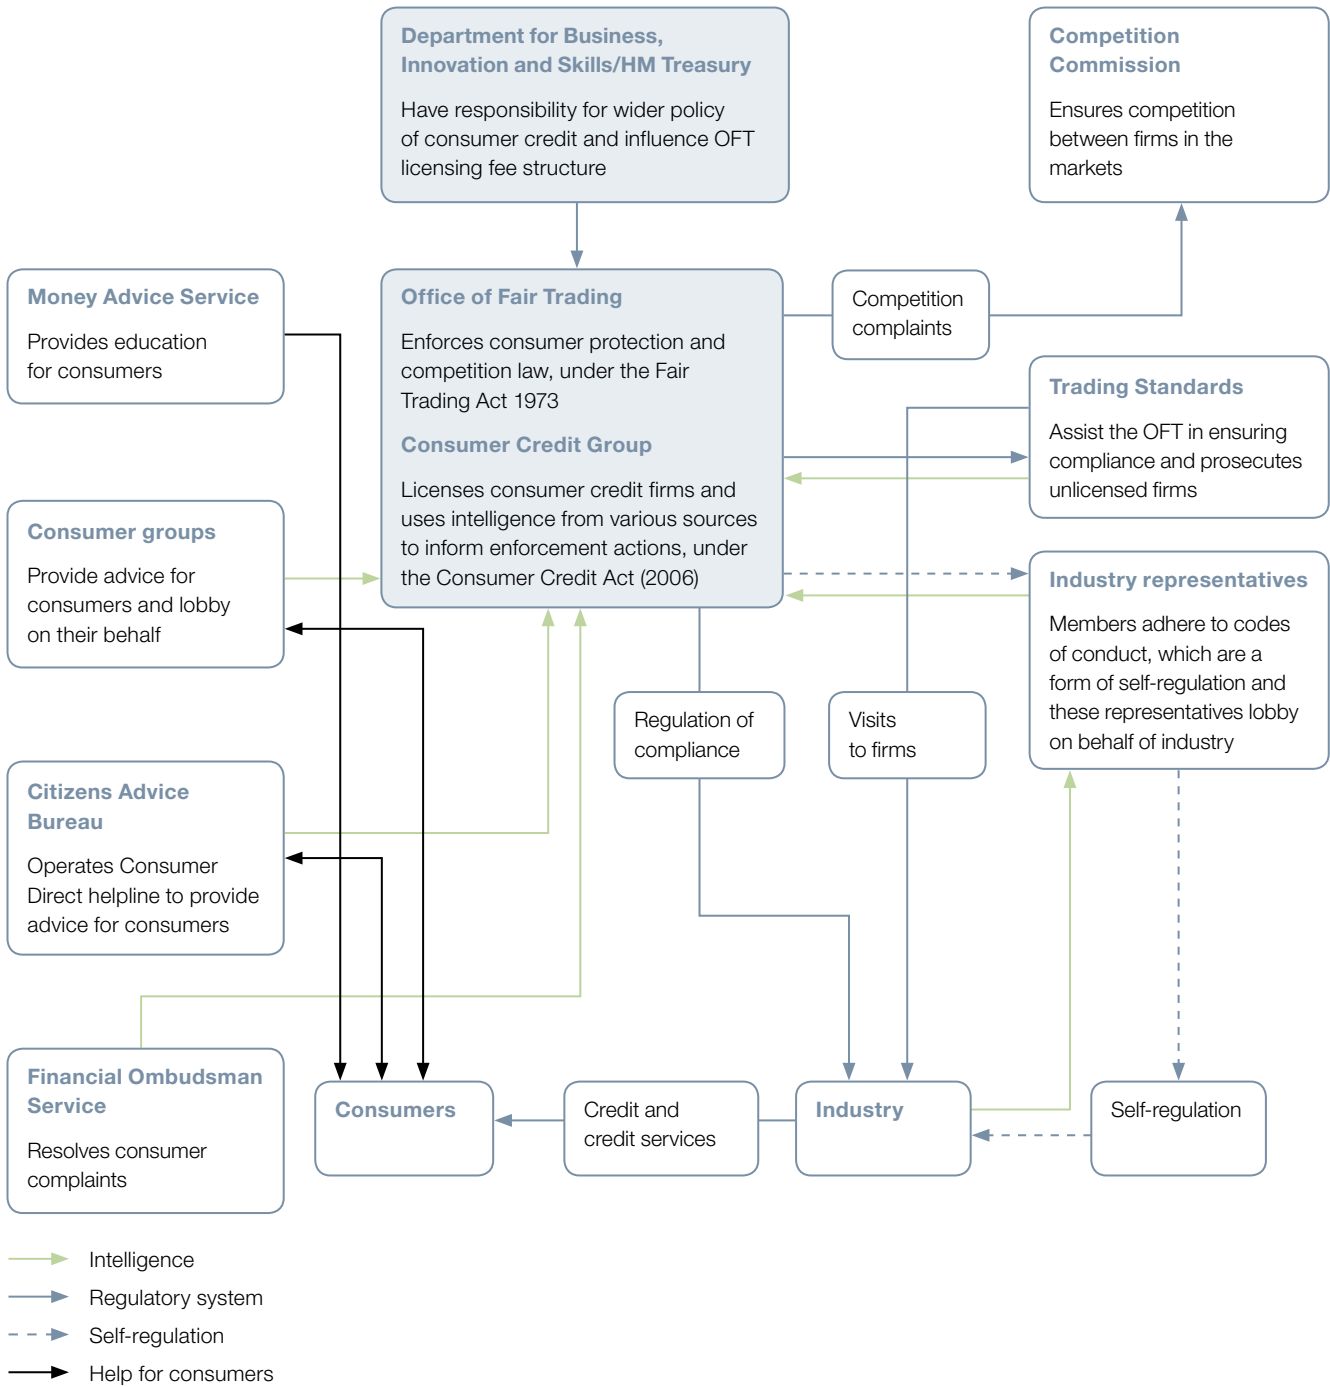 Department for Business,
Innovation and Skills/HM Treasury
Have responsibility for wider policy
of consumer credit and influence OFT
licensing fee structure
Competition
Commission
Ensures competition
between firms in the
markets
Money Advice Service
Provides education
for consumers
Office of Fair Trading
Enforces consumer protection and
competition law, under the Fair
Trading Act 1973
Consumer Credit Group
Licenses consumer credit firms and
uses intelligence from various sources
to inform enforcement actions, under
the Consumer Credit Act (2006)
Competition
complaints
Trading Standards
Assist the OFT in ensuring
compliance and prosecutes
unlicensed firms
Consumer groups
Provide advice for
consumers and lobby
on their behalf
Industry representatives
Members adhere to codes
of conduct, which are a
form of self-regulation and
these representatives lobby
on behalf of industry
Regulation of
compliance
Visits
to firms
Citizens Advice
Bureau
Operates Consumer
Direct helpline to provide
advice for consumers
Financial Ombudsman
Service
Resolves consumer
complaints
Consumers
Credit and
credit services
Industry
Self-regulation
Intelligence
Regulatory system
Self-regulation
Help for consumers